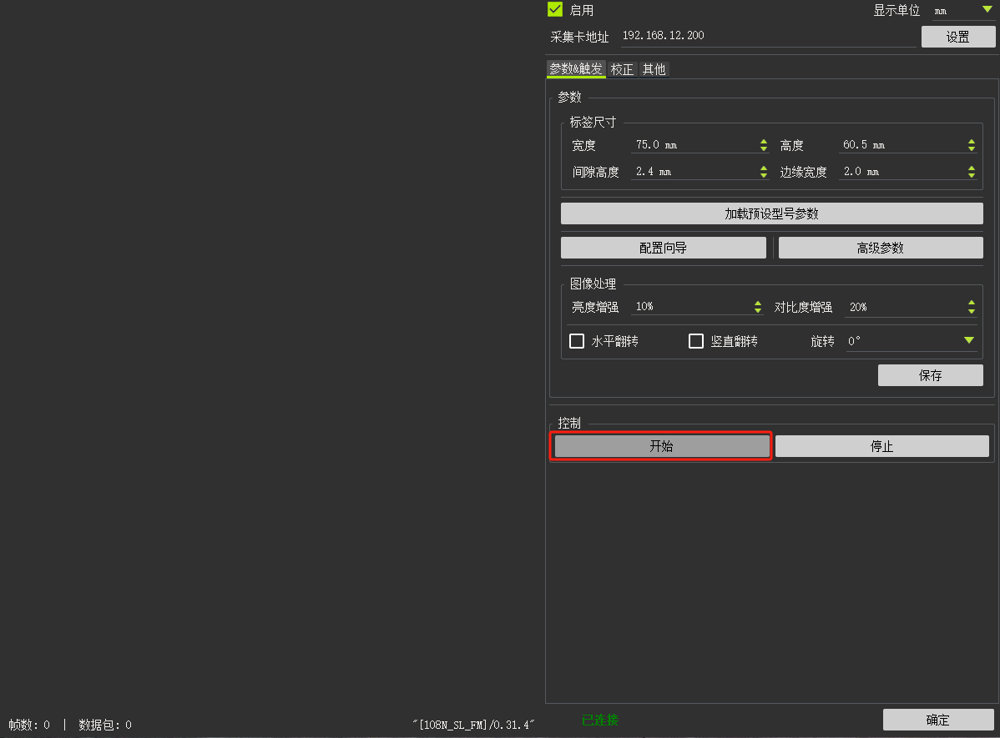 启用 显示单位 mm
采集卡地址 192.168.12.200 设置
参数&触发 校正 其他
参数
标签尺寸
宽度 75.0 mm 高度 60.5 mm
间隙高度 2.4 mm 边缘宽度 2.0 mm
加载预设型号参数
配置向导 高级参数
图像处理
亮度增强 10% 对比度增强 20%
水平翻转 竖直翻转 旋转 0°
保存
控制
开始 停止
帧数: 0 | 数据包: 0 "[108N_SL_FM]/0.31.4" 已连接 确定